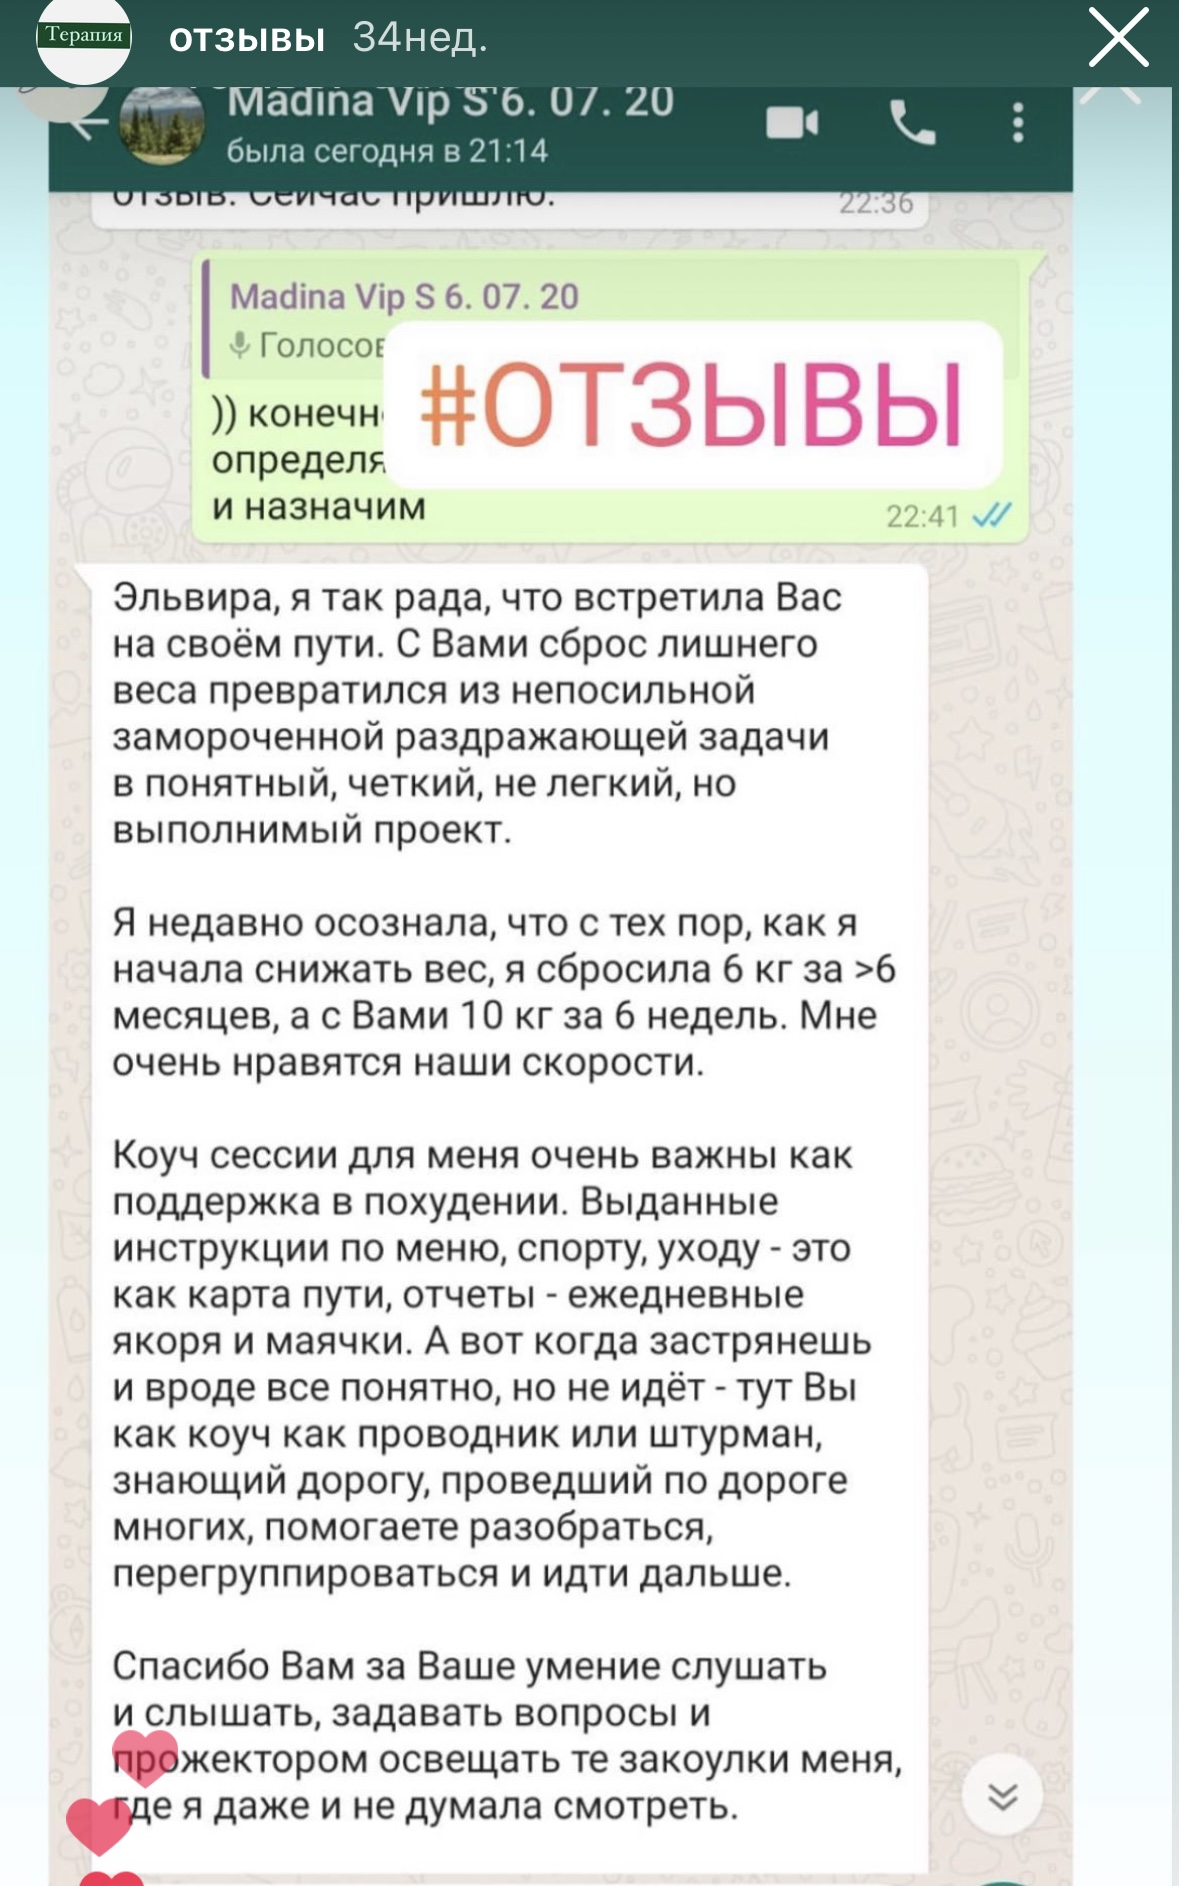 Терапия
отзывы 34нед.
Madina Vip S 6. 07. 20
была сегодня в 21:14
отзыв. Сейчас пришлю.
22:36
Madina Vip S 6. 07. 20
#ОТЗЫВЫ
))
и назначим
22:41
Эльвира, я так рада, что встретила Вас
на своём пути. С Вами сброс лишнего
веса превратился из непосильной
замороченной раздражающей задачи
в понятный, четкий, не легкий, но
выполнимый проект.
Я недавно осознала, что с тех пор, как я
начала снижать вес, я сбросила 6 кг за >6
месяцев, а с Вами 10 кг за 6 недель. Мне
очень нравятся наши скорости.
Коуч сессии для меня очень важны как
поддержка в похудении. Выданные
инструкции по меню, спорту, уходу - это
как карта пути, отчеты - ежедневные
якоря и маячки. А вот когда застрянешь
и вроде все понятно, но не идёт - тут Вы
как коуч как проводник или штурман,
знающий дорогу, проведший по дороге
многих, помогаете разобраться,
перегруппироваться и идти дальше.
Спасибо Вам за Ваше умение слушать
и слышать, задавать вопросы и
прожектором освещать те закоулки меня,
где я даже и не думала смотреть.